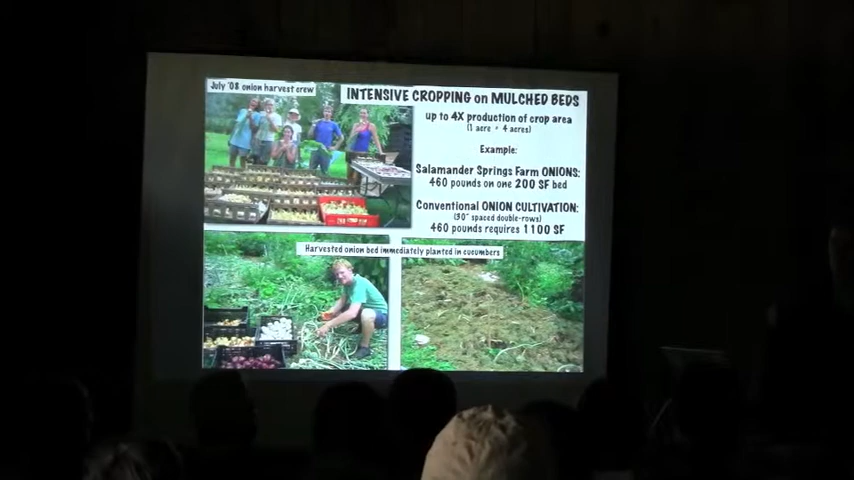 July '08 onion harvest crew
INTENSIVE CROPPING on MULCHED BEDS
up to 4X production of crop area
(1 acre = 4 acres)
Example:
Salamander Springs Farm ONIONS:
460 pounds on one 200 SF bed
Conventional ONION CULTIVATION:
(30" spaced double-rows)
460 pounds requires 1100 SF
Harvested onion bed immediately planted in cucumbers